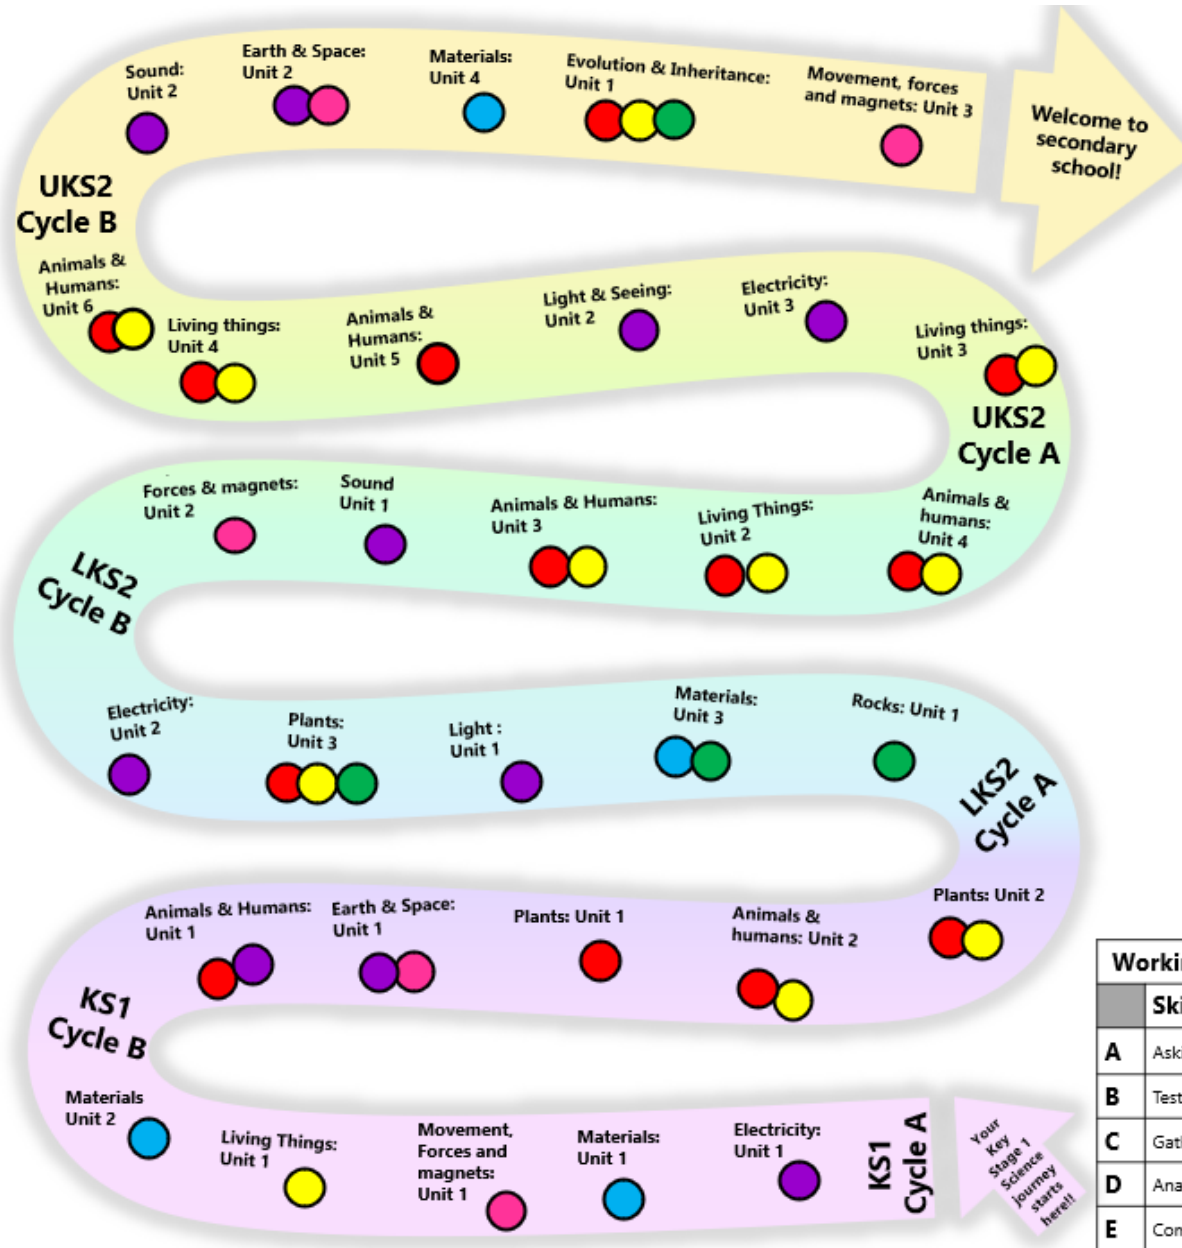 Sound:
Unit 2
Earth & Space:
Unit 2
Materials:
Unit 4
Evolution & Inheritance:
Unit 1
Movement, forces
and magnets: Unit 3
Welcome to
secondary
school!
UKS2
Cycle B
Animals &
Humans:
Unit 6
Living things:
Unit 4
Animals &
Humans:
Unit 5
Light & Seeing:
Unit 2
Electricity:
Unit 3
Living things:
Unit 3
UKS2
Cycle A
Forces & magnets:
Unit 2
Sound
Unit 1
Animals & Humans:
Unit 3
Living Things:
Unit 2
Animals &
humans:
Unit 4
LKS2
Cycle B
Electricity:
Unit 2
Plants:
Unit 3
Light :
Unit 1
Materials:
Unit 3
Rocks: Unit 1
LKS2
Cycle A
Animals & Humans:
Unit 1
Earth & Space:
Unit 1
Plants: Unit 1
Animals &
humans: Unit 2
Plants: Unit 2
KS1
Cycle B
Materials
Unit 2
Living Things:
Unit 1
Movement,
Forces and
magnets:
Unit 1
Materials:
Unit 1
Electricity:
Unit 1
KS1
Cycle A
Your
Key
Stage 1
Science
journey
starts
here!!
A
B
Test
C
D
E